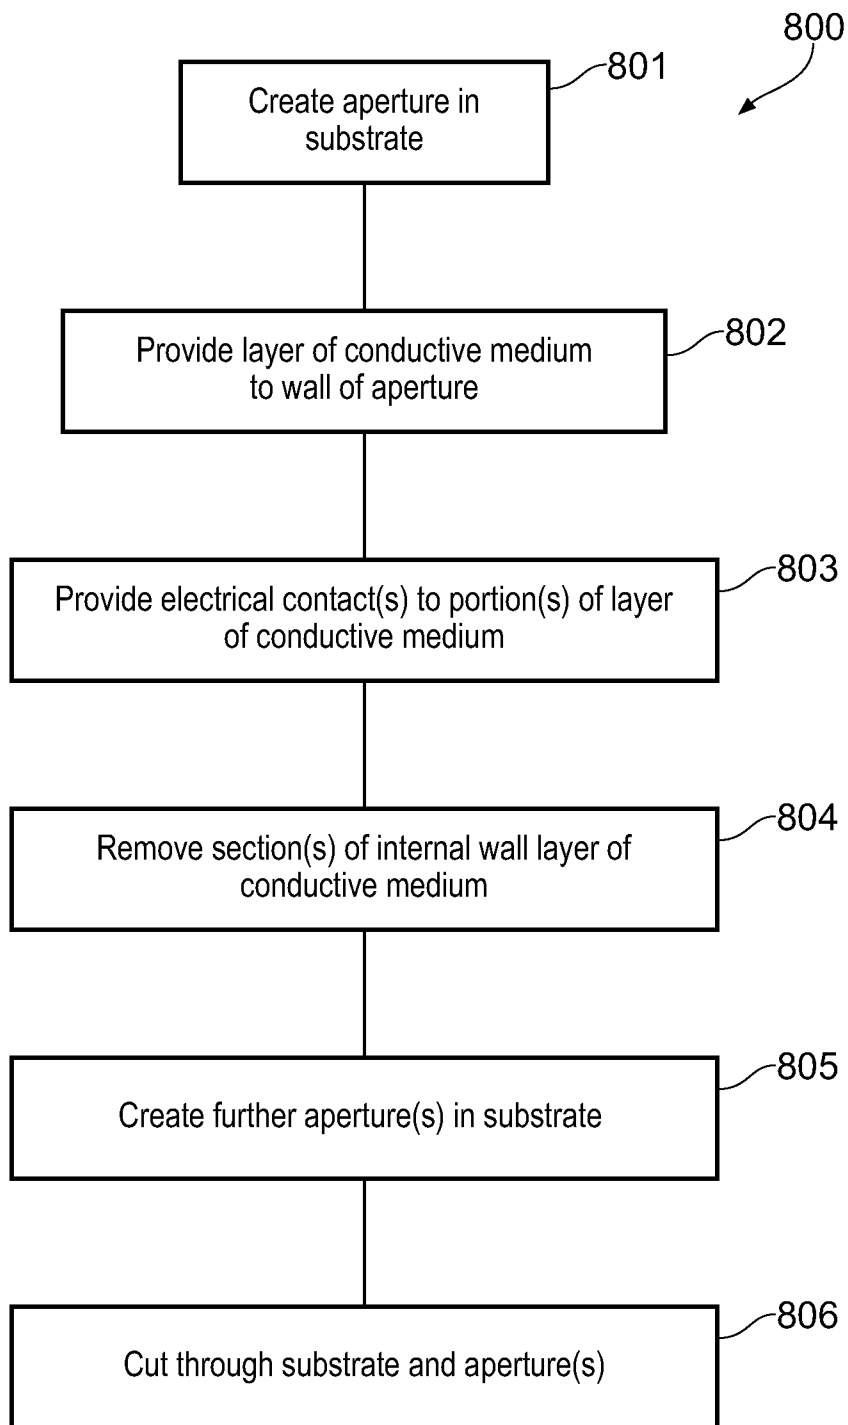 800
801
Create aperture in
substrate
802
Provide layer of conductive medium
to wall of aperture
803
Provide electrical contact(s) to portion(s) of layer
of conductive medium
804
Remove section(s) of internal wall layer of
conductive medium
805
Create further aperture(s) in substrate
806
Cut through substrate and aperture(s)